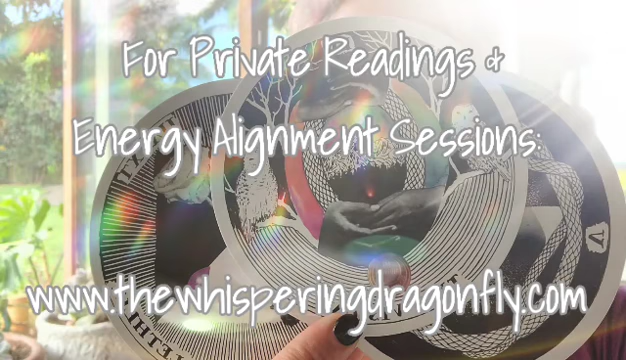 For Private Readings &
Energy Alignment Sessions:
www.thewhisperingdragonfly.com